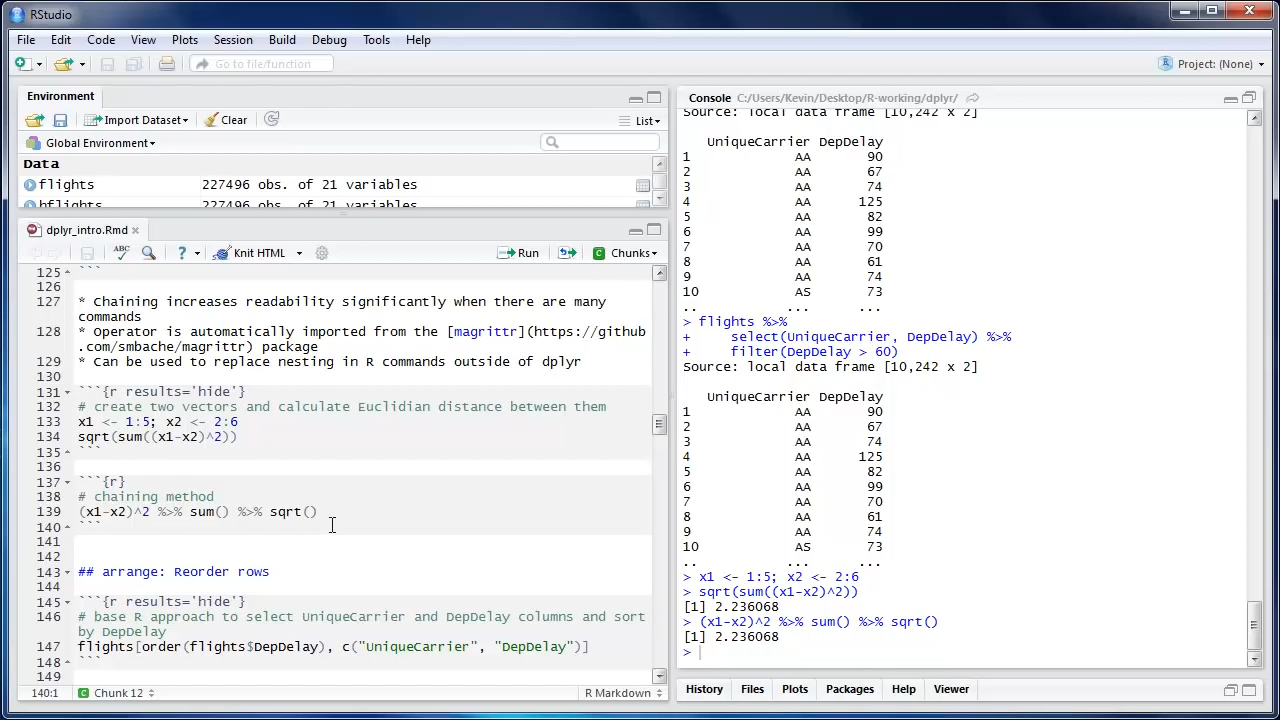 RStudio
File Edit Code View Plots Session Build Debug Tools Help
Go to file/function
Project: (None)
Environment
Import Dataset Clear List
Global Environment
Data
flights 227496 obs. of 21 variables
hflights 227496 obs. of 21 variables
dplyr_intro.Rmd
ABC ? Knit HTML Run Chunks
125 ```
126
127 * Chaining increases readability significantly when there are many
commands
128 * Operator is automatically imported from the [magrittr](https://github
.com/smbache/magrittr) package
129 * Can be used to replace nesting in R commands outside of dplyr
130
131 ```{r results='hide'}
132 # create two vectors and calculate Euclidian distance between them
133 x1 <- 1:5; x2 <- 2:6
134 sqrt(sum((x1-x2)^2))
135 ```
136
137 ```{r}
138 # chaining method
139 (x1-x2)^2 %>% sum() %>% sqrt()
140 ```
141
142
143 ## arrange: Reorder rows
144
145 ```{r results='hide'}
146 # base R approach to select UniqueCarrier and DepDelay columns and sort
by DepDelay
147 flights[order(flights$DepDelay), c("UniqueCarrier", "DepDelay")]
148 ```
149
140:1 Chunk 12 R Markdown
Console C:/Users/Kevin/Desktop/R-working/dplyr/
Source: local data frame [10,242 x 2]
UniqueCarrier DepDelay
1 AA 90
2 AA 67
3 AA 74
4 AA 125
5 AA 82
6 AA 99
7 AA 70
8 AA 61
9 AA 74
10 AS 73
.. ... ...
> flights %>%
+ select(UniqueCarrier, DepDelay) %>%
+ filter(DepDelay > 60)
Source: local data frame [10,242 x 2]
UniqueCarrier DepDelay
1 AA 90
2 AA 67
3 AA 74
4 AA 125
5 AA 82
6 AA 99
7 AA 70
8 AA 61
9 AA 74
10 AS 73
.. ... ...
> x1 <- 1:5; x2 <- 2:6
> sqrt(sum((x1-x2)^2))
[1] 2.236068
> (x1-x2)^2 %>% sum() %>% sqrt()
[1] 2.236068
>
History Files Plots Packages Help Viewer